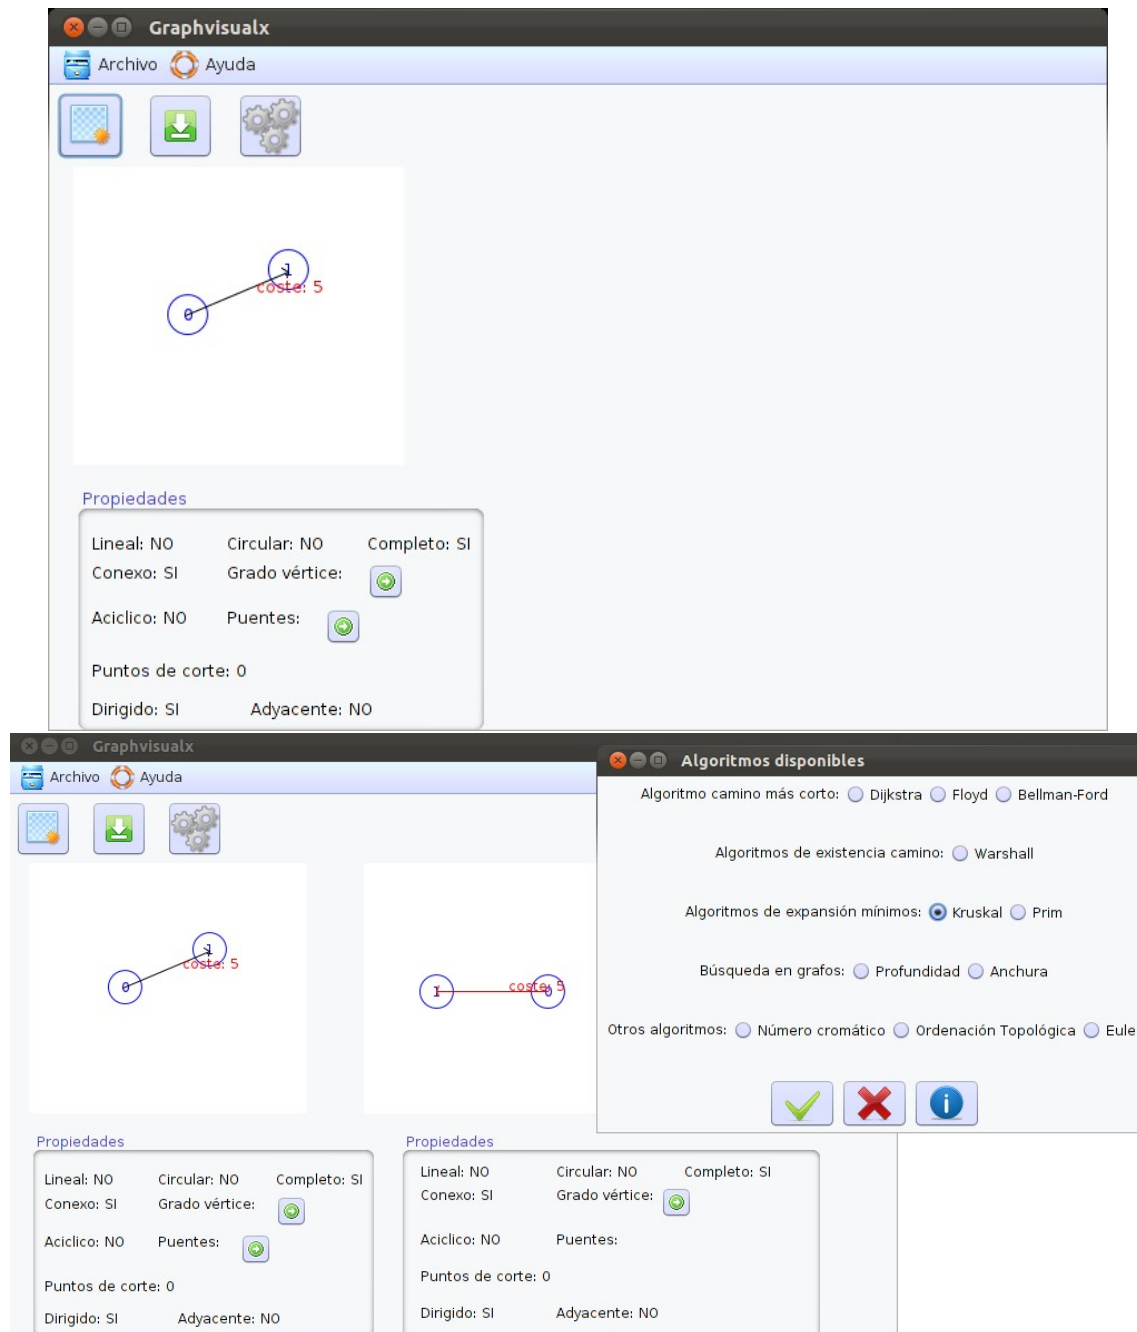 Graphvisualx
Archivo Ayuda
1
coste: 5
0
Propiedades
Lineal: NO Circular: NO Completo: SI
Conexo: SI Grado vértice:
Aciclico: NO Puentes:
Puntos de corte: 0
Dirigido: SI Adyacente: NO
Graphvisualx
Archivo Ayuda
Algoritmos disponibles
Algoritmo camino más corto: Dijkstra Floyd Bellman-Ford
Algoritmos de existencia camino: Warshall
Algoritmos de expansión mínimos: Kruskal Prim
Búsqueda en grafos: Profundidad Anchura
Otros algoritmos: Número cromático Ordenación Topológica Eule
1
coste: 5
0
1 coste: 5 0
Propiedades
Lineal: NO Circular: NO Completo: SI
Conexo: SI Grado vértice:
Aciclico: NO Puentes:
Puntos de corte: 0
Dirigido: SI Adyacente: NO
Propiedades
Lineal: NO Circular: NO Completo: SI
Conexo: SI Grado vértice:
Aciclico: NO Puentes:
Puntos de corte: 0
Dirigido: SI Adyacente: NO